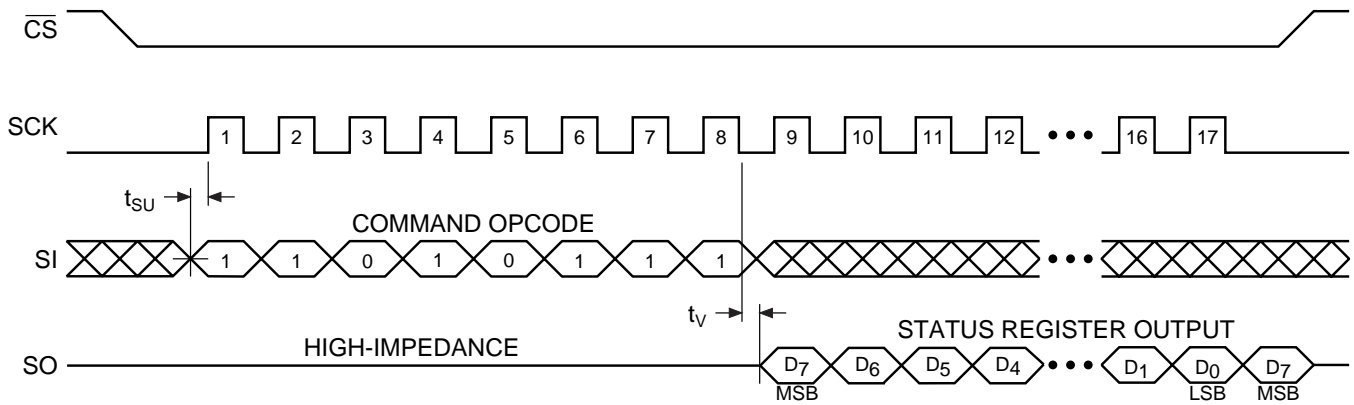 CS
SCK 1 2 3 4 5 6 7 8 9 10 11 12 ••• 16 17
tSU
COMMAND OPCODE
SI 1 1 0 1 0 1 1 1 •••
tV
STATUS REGISTER OUTPUT
HIGH-IMPEDANCE
SO D7 D6 D5 D4 ••• D1 D0 D7
MSB LSB MSB